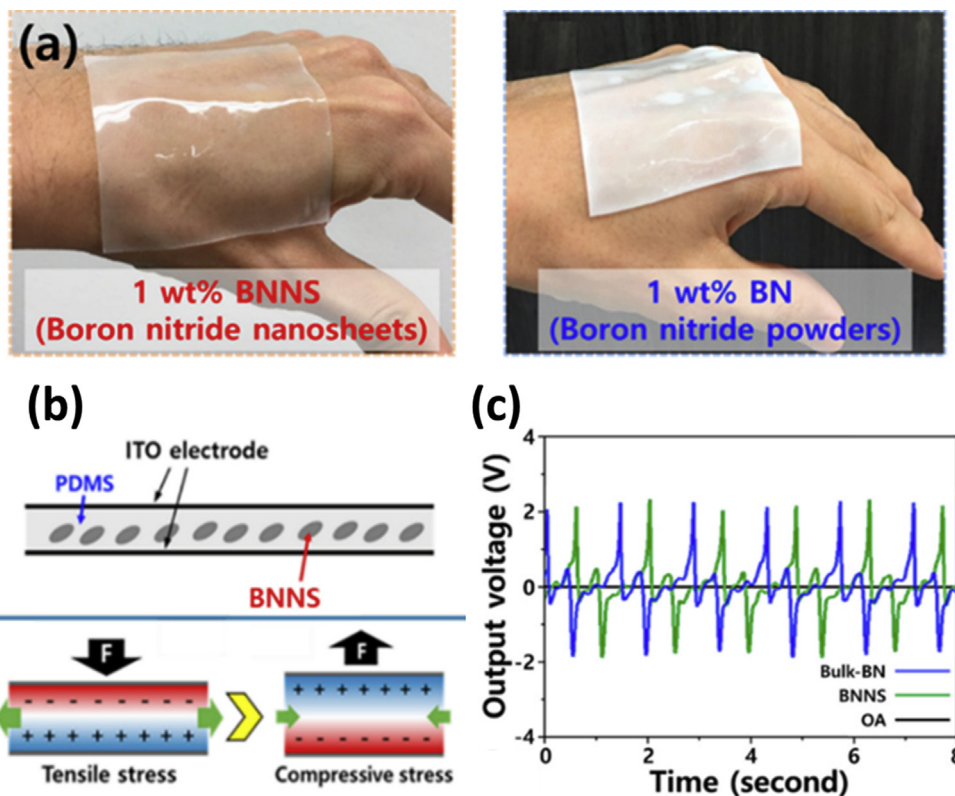 (a)
1 wt% BNNS
(Boron nitride nanosheets)
1 wt% BN
(Boron nitride powders)
(b)
ITO electrode
PDMS
BNNS
F
- - - - - - -
+ + + + + + + +
Tensile stress
F
+ + + + + + +
- - - - - - -
Compressive stress
(c)
4
2
0
-2
-4
Output voltage (V)
Bulk-BN
BNNS
OA
0 2 4 6 8
Time (second)